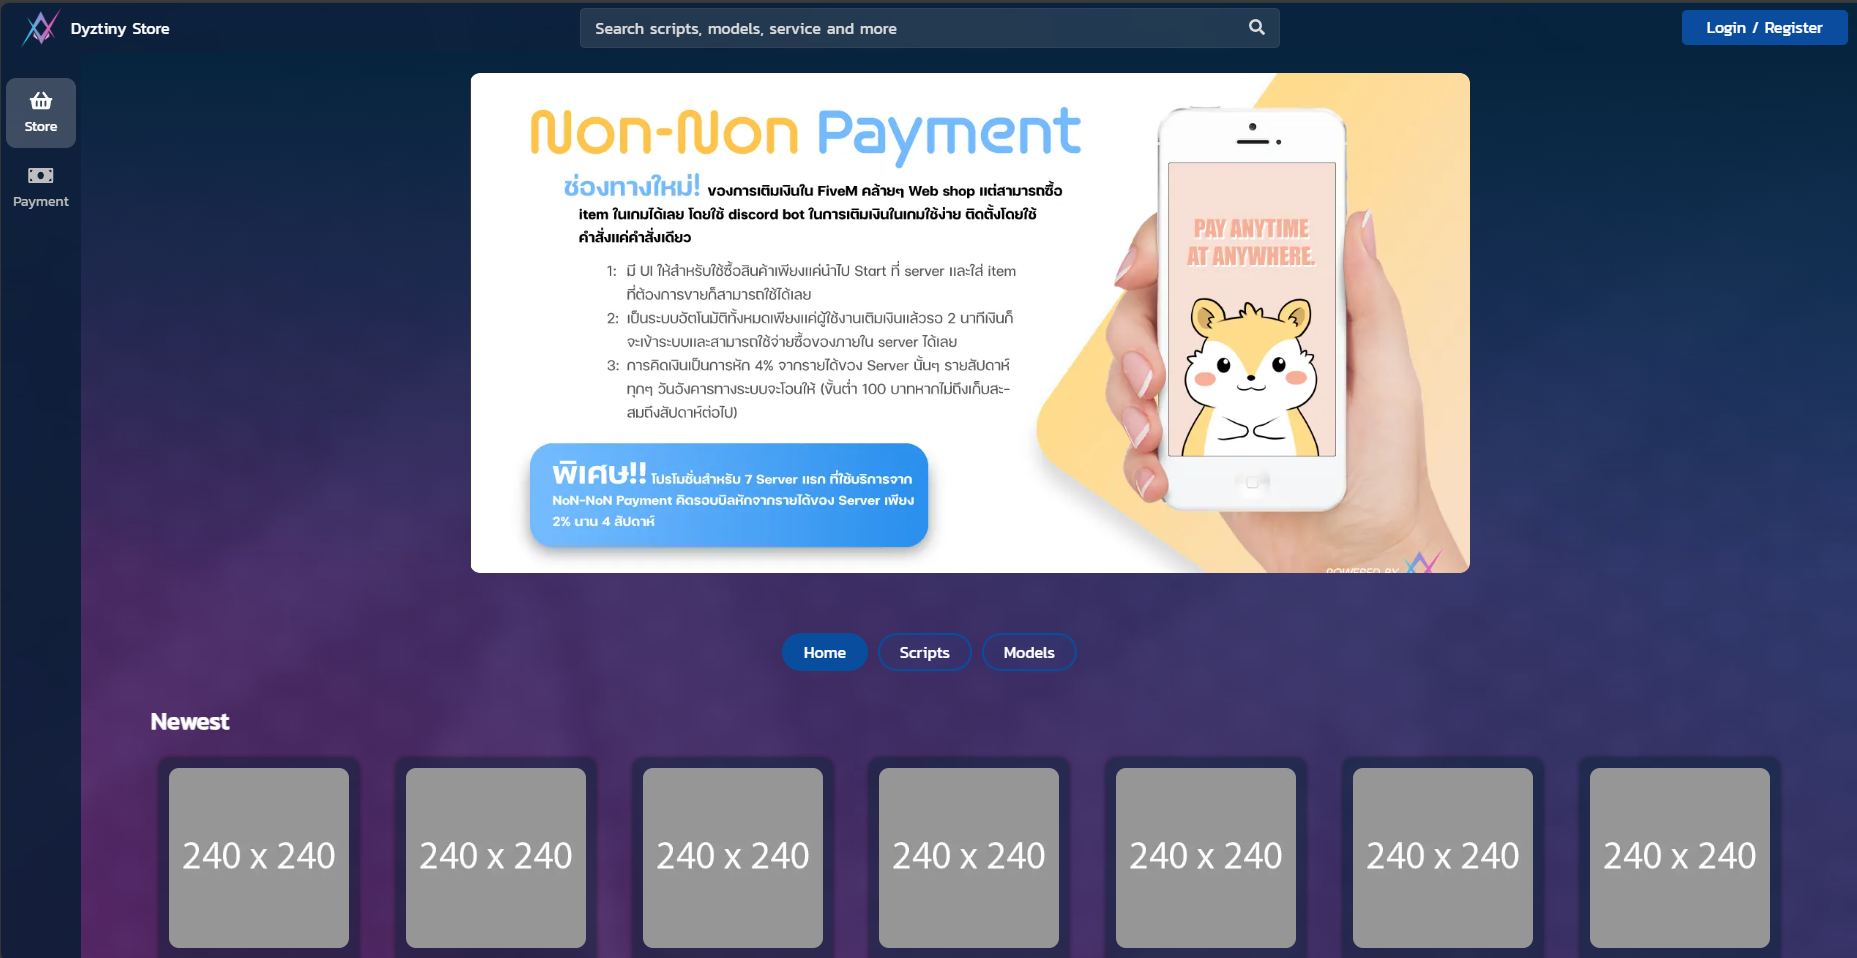 Dyztiny Store
Search scripts, models, service and more
Login / Register
Store
Payment
Non-Non Payment
ช่องทางใหม่! ของการเติมเงินใน FiveM คล้ายๆ Web shop แต่สามารถซื้อ
item ในเกมได้เลย โดยใช้ discord bot ในการเติมเงินในเกมใช้ง่าย ติดตั้งโดยใช้
คำสั่งแค่คำสั่งเดียว
1: มี UI ให้สำหรับใช้ซื้อสินค้าเพียงแค่นำไป Start ที่ server และใส่ item
ที่ต้องการขายก็สามารถใช้ได้เลย
2: เป็นระบบอัตโนมัติทั้งหมดเพียงแค่ผู้ใช้งานเติมเงินแล้วรอ 2 นาทีเงินก็
จะเข้าระบบและสามารถใช้จ่ายซื้อของภายใน server ได้เลย
3: การคิดเงินเป็นการหัก 4% จากรายได้ของ Server นั้นๆ รายสัปดาห์
ทุกๆ วันอังคารทางระบบจะโอนให้ (ขั้นต่ำ 100 บาทหากไม่ถึงเก็บสะ-
สมถึงสัปดาห์ต่อไป)
พิเศษ!! โปรโมชั่นสำหรับ 7 Server แรก ที่ใช้บริการจาก
NoN-NoN Payment คิดรอบบิลหักจากรายได้ของ Server เพียง
2% นาน 4 สัปดาห์
PAY ANYTIME
AT ANYWHERE.
POWERED BY
Home
Scripts
Models
Newest
240 x 240
240 x 240
240 x 240
240 x 240
240 x 240
240 x 240
240 x 240